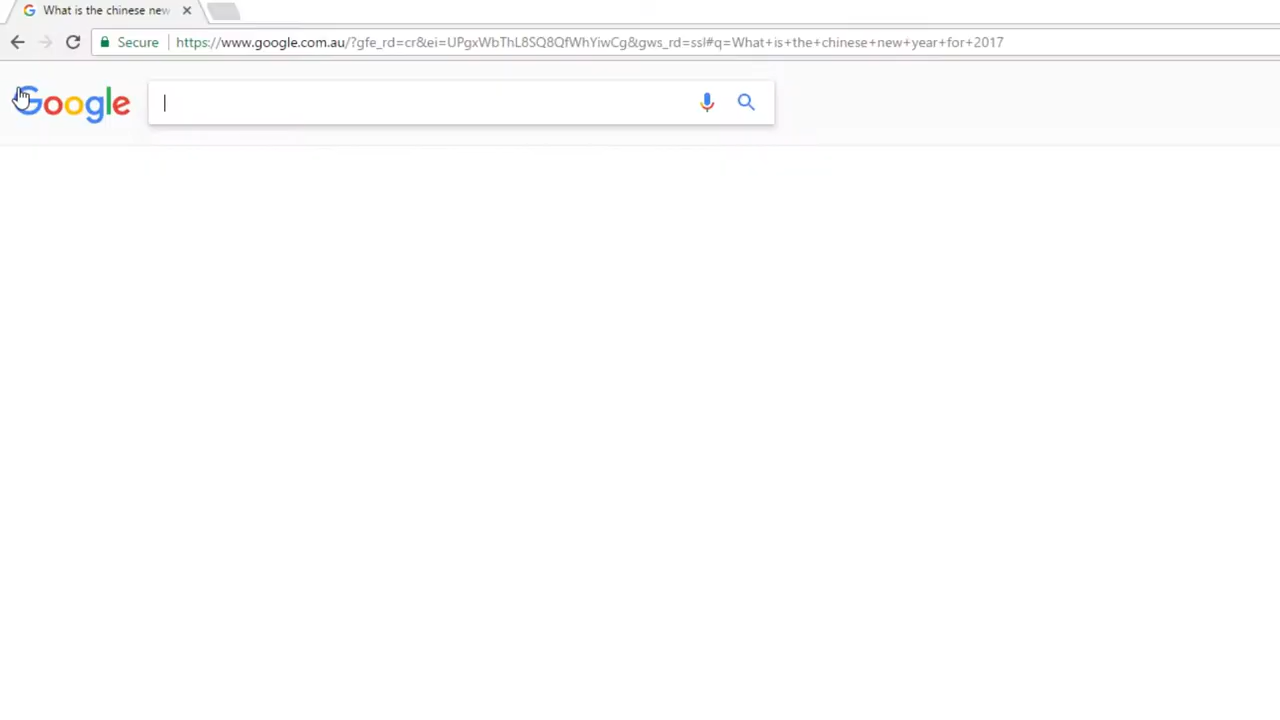 What is the chinese new
Secure https://www.google.com.au/?gfe_rd=cr&ei=UPgxWbThL8SQ8QfWhYiwCg&gws_rd=ssl#q=What+is+the+chinese+new+year+for+2017
Google